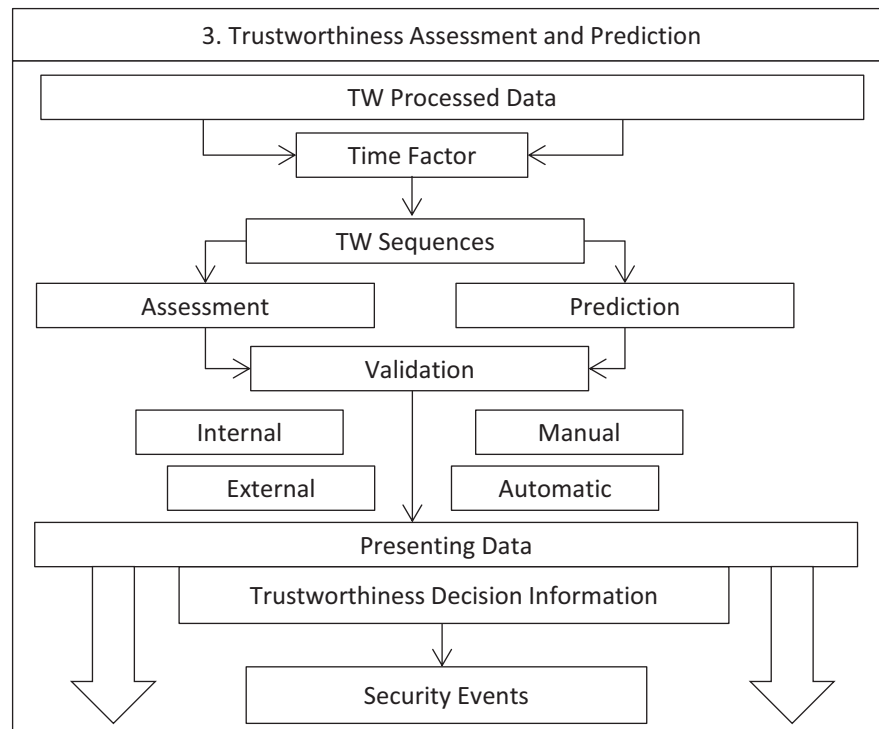 3. Trustworthiness Assessment and Prediction
TW Processed Data
Time Factor
TW Sequences
Assessment
Prediction
Validation
Internal
Manual
External
Automatic
Presenting Data
Trustworthiness Decision Information
Security Events